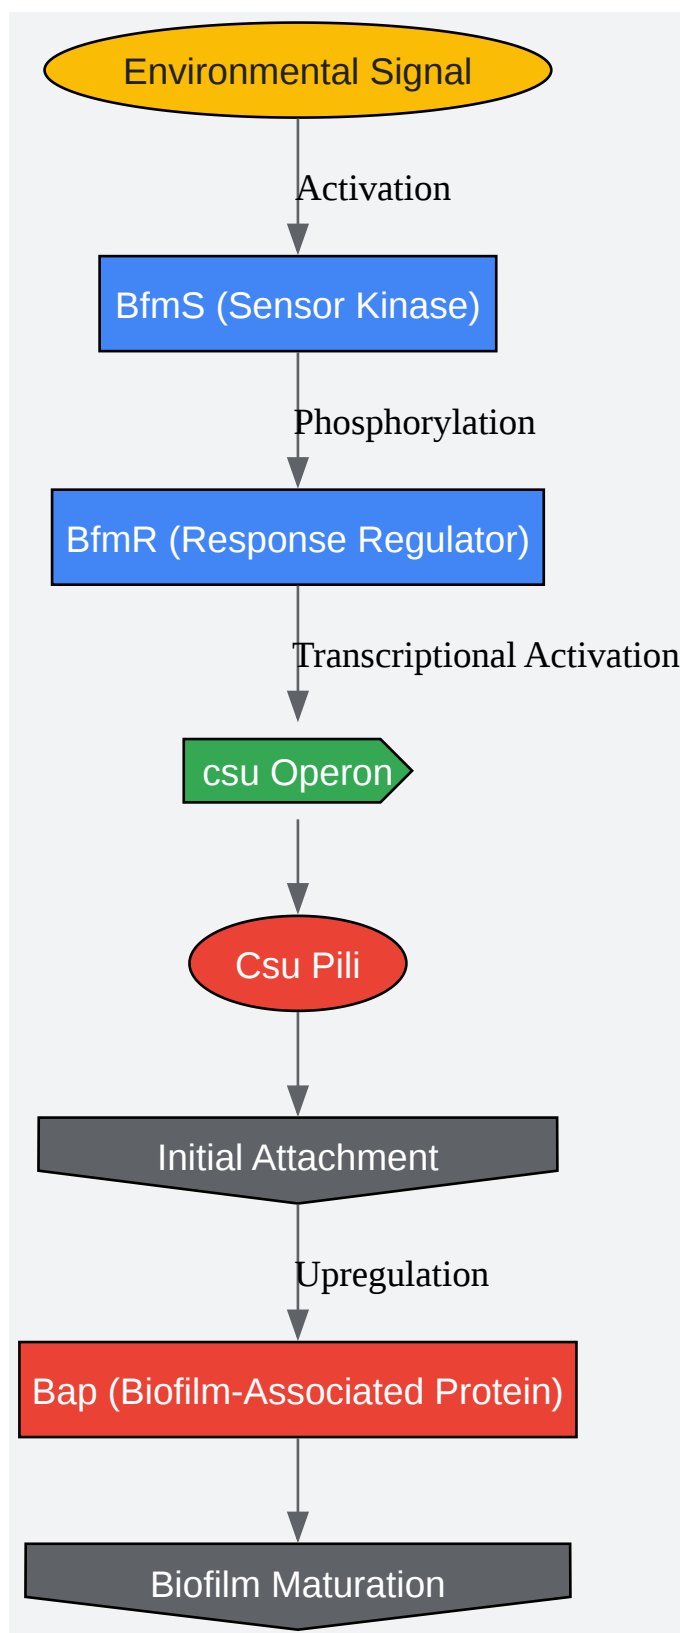 Environmental Signal
Activation
BfmS (Sensor Kinase)
Phosphorylation
BfmR (Response Regulator)
Transcriptional Activation
csu Operon
Csu Pili
Initial Attachment
Upregulation
Bap (Biofilm-Associated Protein)
Biofilm Maturation